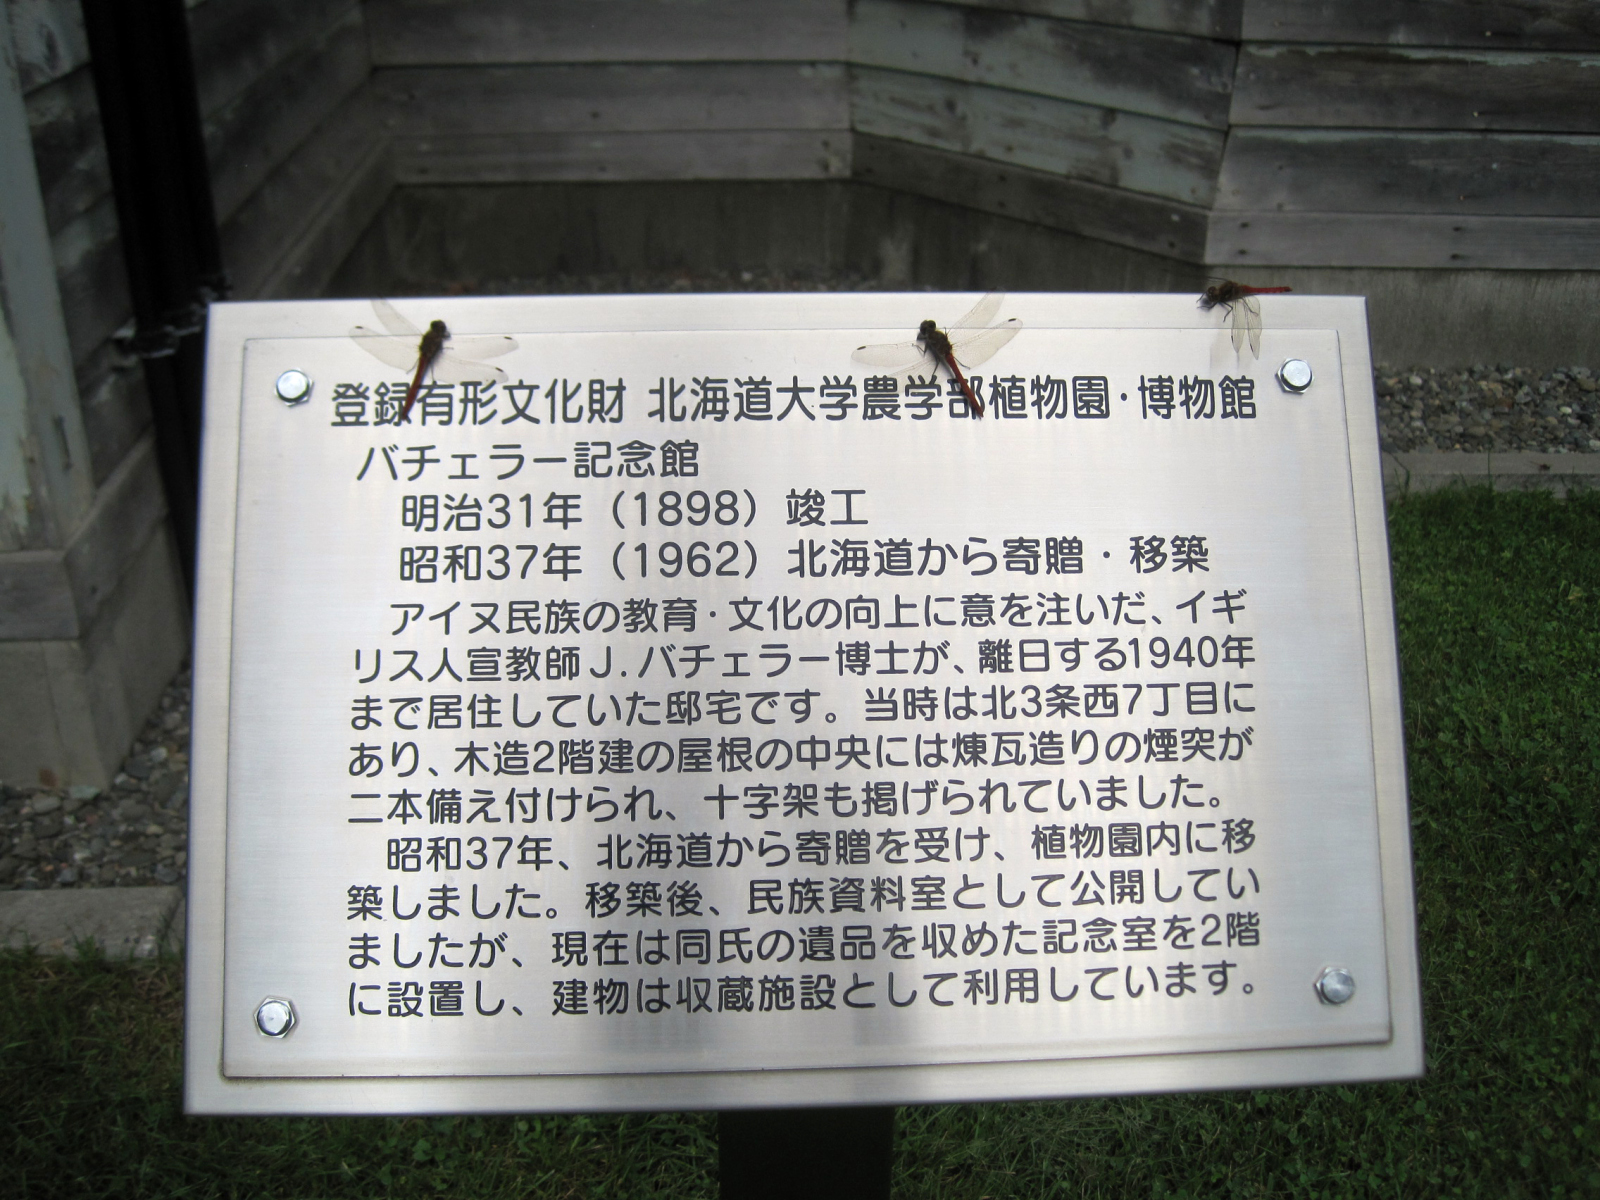 登録有形文化財 北海道大学農学部植物園・博物館
バチェラー記念館
明治31年（1898）竣工
昭和37年（1962）北海道から寄贈・移築
アイヌ民族の教育・文化の向上に意を注いだ、イギ
リス人宣教師J.バチェラー博士が、離日する1940年
まで居住していた邸宅です。当時は北3条西7丁目に
あり、木造2階建の屋根の中央には煉瓦造りの煙突が
二本備え付けられ、十字架も掲げられていました。
昭和37年、北海道から寄贈を受け、植物園内に移
築しました。移築後、民族資料室として公開してい
ましたが、現在は同氏の遺品を収めた記念室を2階
に設置し、建物は収蔵施設として利用しています。